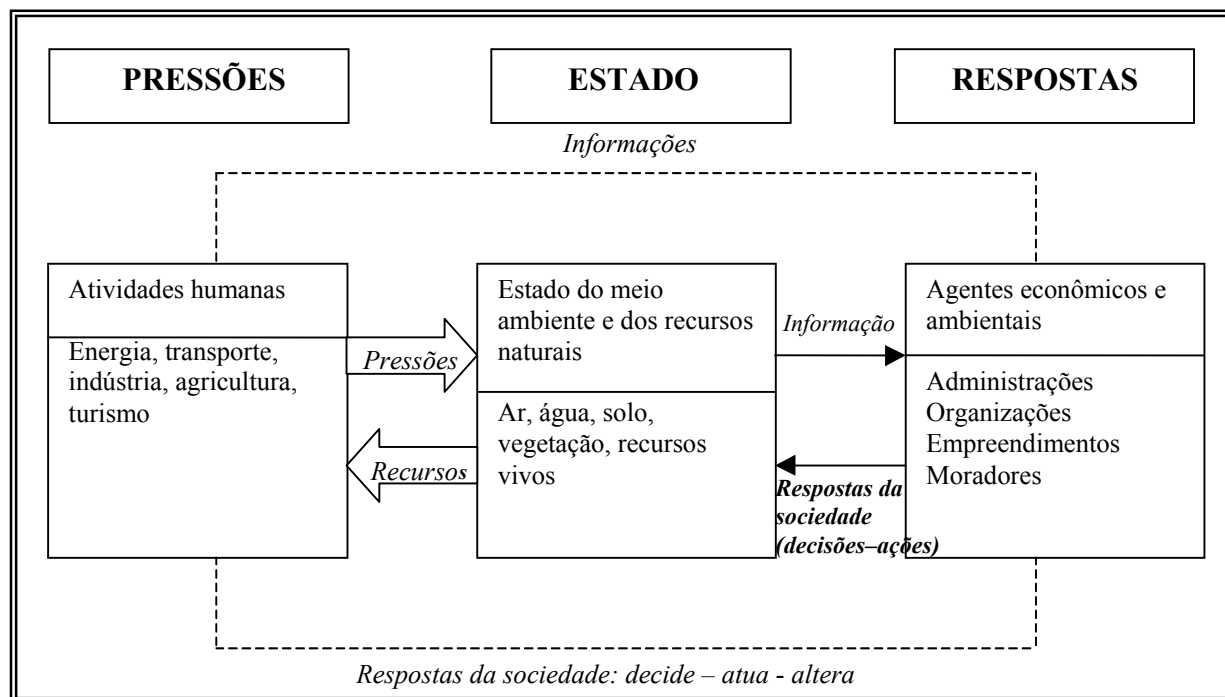 PRESSÕES
ESTADO
RESPOSTAS
Informações
Atividades humanas
Energia, transporte,
indústria, agricultura,
turismo
Pressões
Recursos
Estado do meio
ambiente e dos recursos
naturais
Ar, água, solo,
vegetação, recursos
vivos
Informação
Respostas da
sociedade
(decisões–ações)
Agentes econômicos e
ambientais
Administrações
Organizações
Empreendimentos
Moradores
Respostas da sociedade: decide – atua - altera